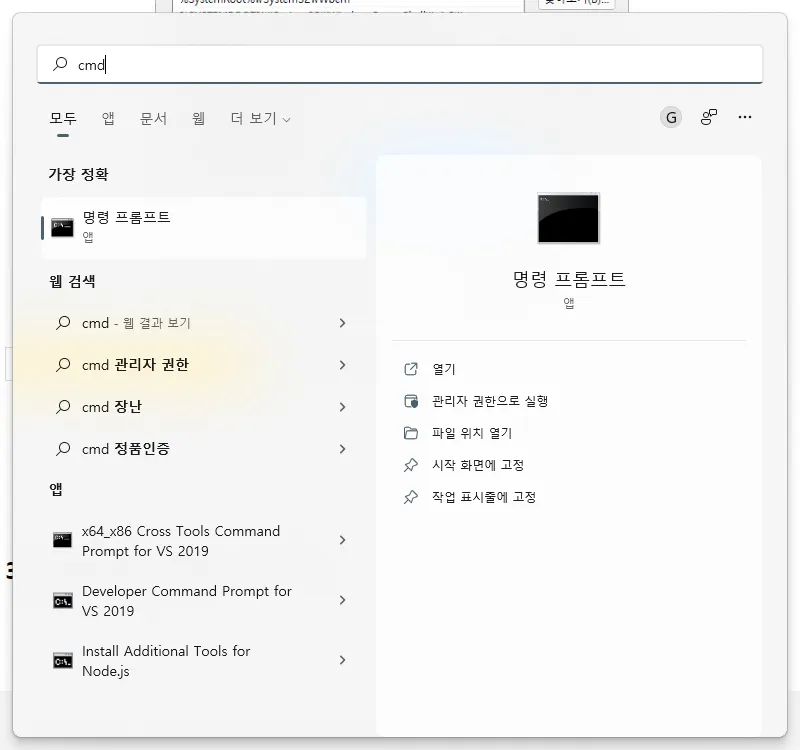 cmd
모두 앱 문서 웹 더 보기
G
가장 정확
명령 프롬프트
앱
웹 검색
cmd - 웹 결과 보기
cmd 관리자 권한
cmd 장난
cmd 정품인증
앱
x64_x86 Cross Tools Command
Prompt for VS 2019
Developer Command Prompt for
VS 2019
Install Additional Tools for
Node.js
명령 프롬프트
앱
열기
관리자 권한으로 실행
파일 위치 열기
시작 화면에 고정
작업 표시줄에 고정